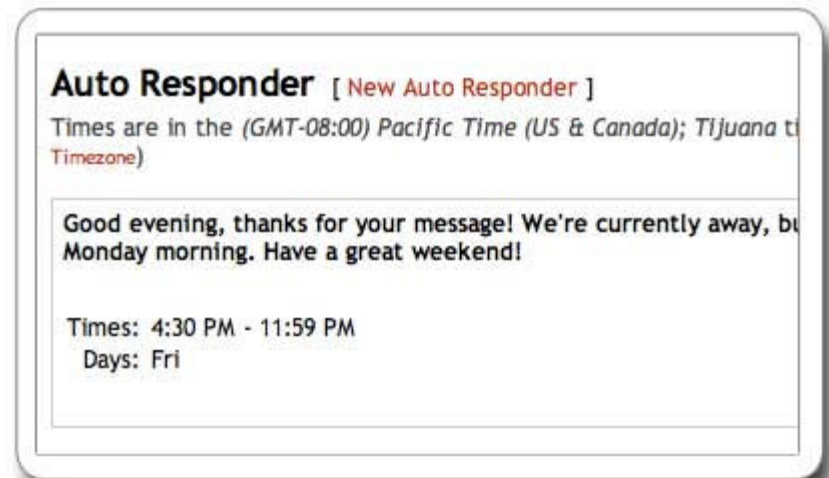 Auto Responder [ New Auto Responder ]
Times are in the (GMT-08:00) Pacific Time (US & Canada); Tijuana
Timezone)
Good evening, thanks for your message! We're currently away,
Monday morning. Have a great weekend!
Times: 4:30 PM - 11:59 PM
Days: Fri